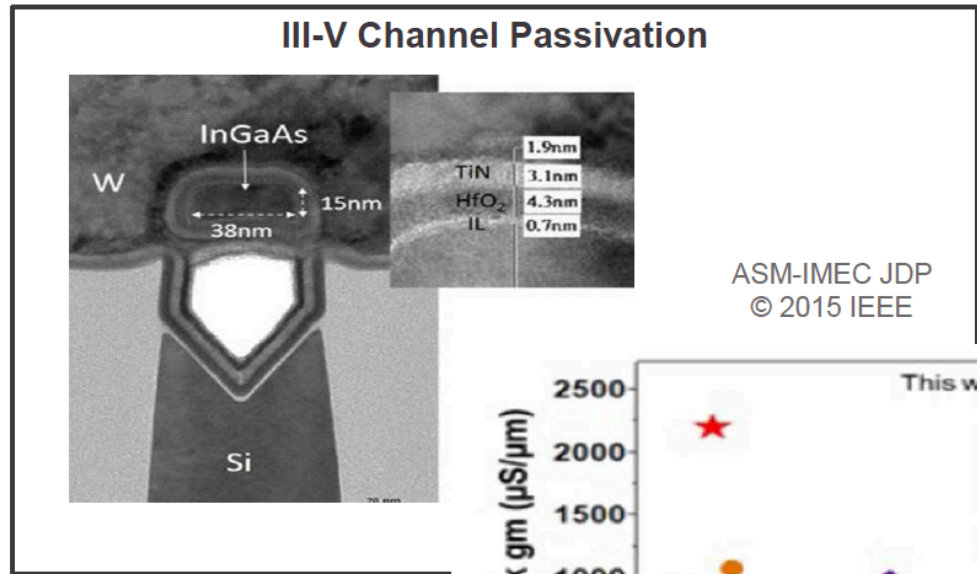 III-V Channel Passivation
InGaAs
W
15nm
38nm
Si
1.9nm
TiN 3.1nm
HfO₂ 4.3nm
IL 0.7nm
ASM-IMEC JDP
© 2015 IEEE
This
gm (µS/µm)
2500
2000
1500